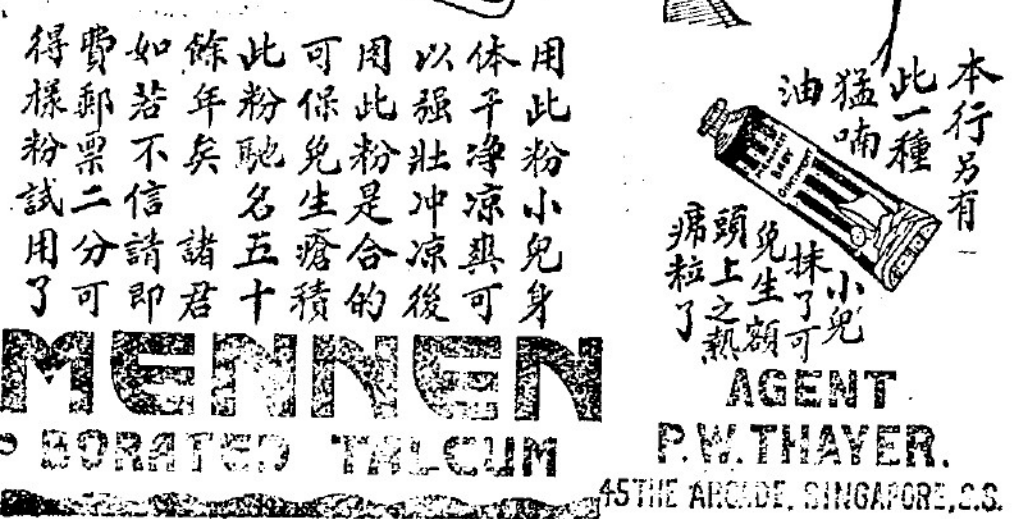 用此粉小兒身
体干净凉爽可
以强壯冲凉後
用此粉是合的
可保免生瘡積
此粉馳名五十
餘年矣 諸君
如若不信請即
費郵票二分可
得樣粉試用了
MENNEN
BORATED TALCUM
本行另有一
此一種
猛喃
油
小兒
抹了可
免生額
頭上之熱
痱粒了
AGENT
P.W.THAYER.
45 THE ARCADE, SINGAPORE, S.S.